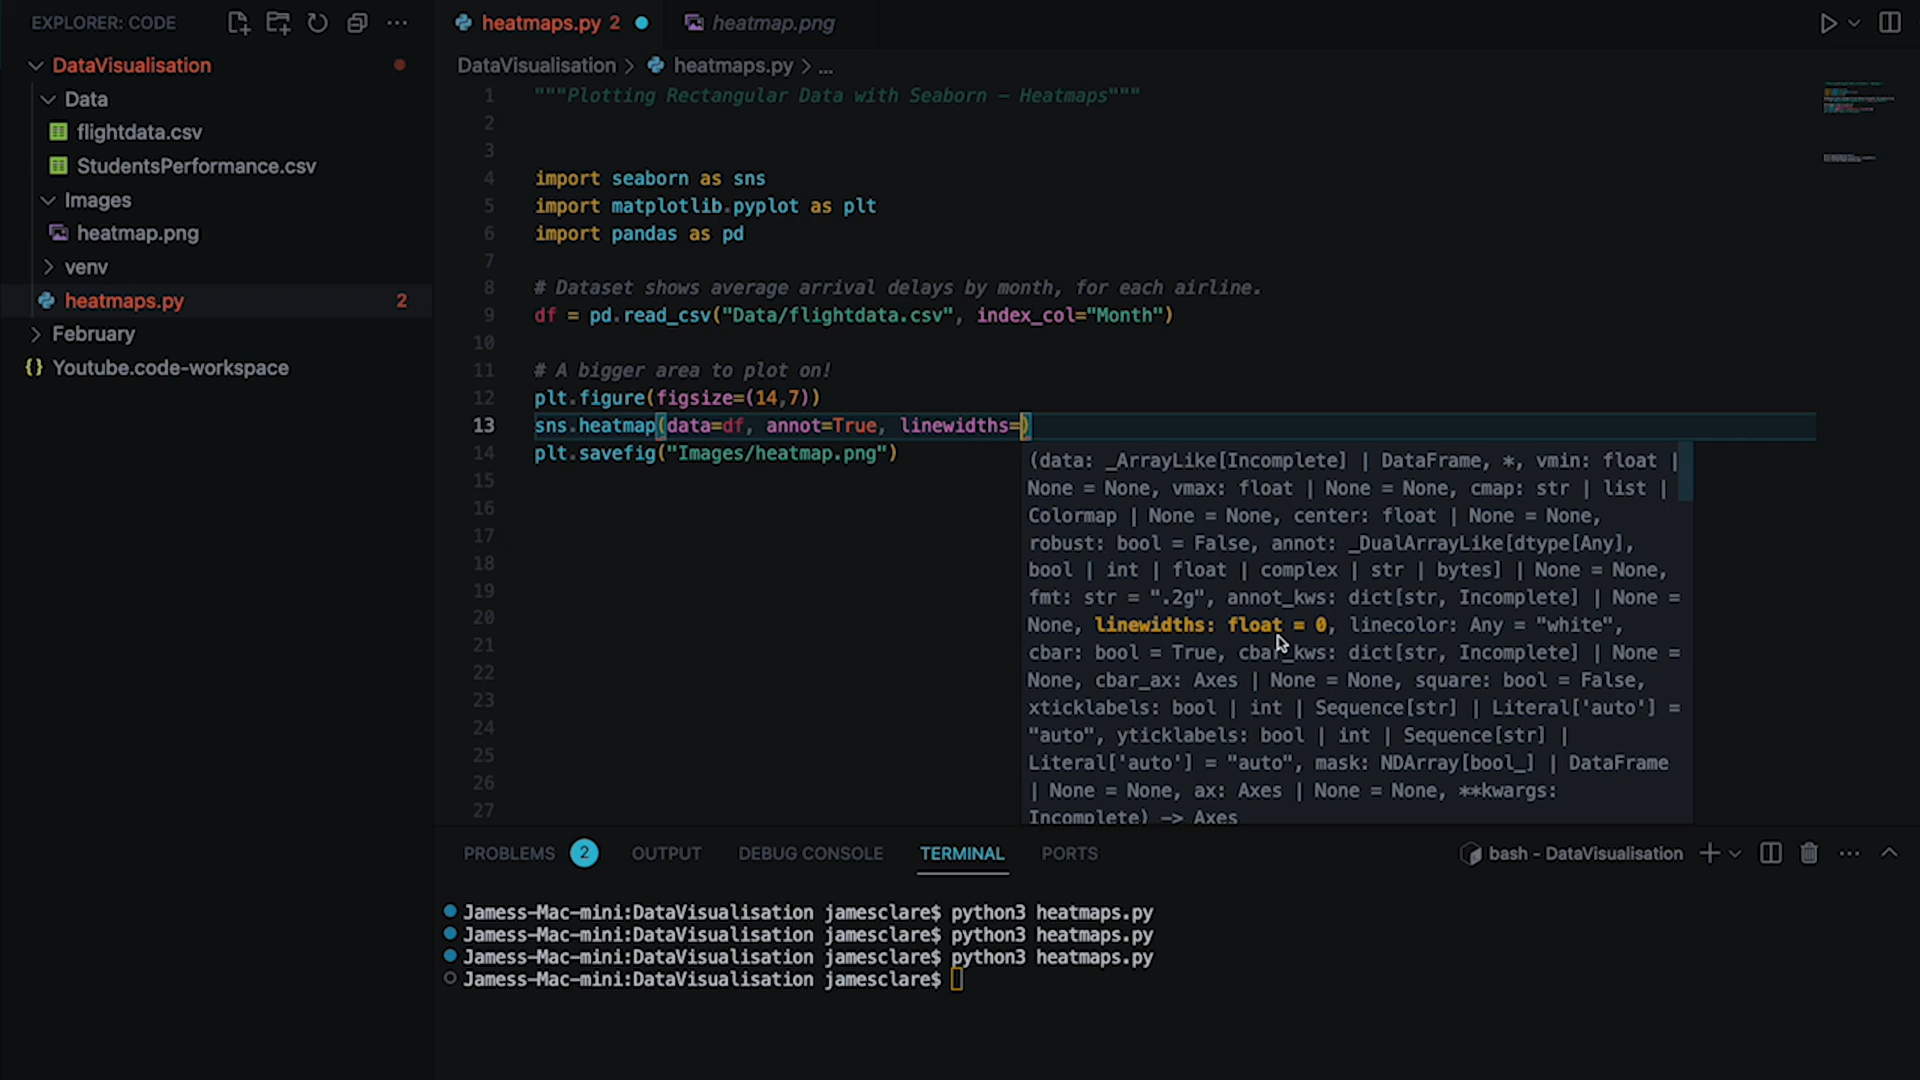 EXPLORER: CODE
DataVisualisation
Data
flightdata.csv
StudentsPerformance.csv
Images
heatmap.png
venv
heatmaps.py 2
February
{} Youtube.code-workspace
heatmaps.py 2
heatmap.png
DataVisualisation > heatmaps.py > ...
1 """Plotting Rectangular Data with Seaborn - Heatmaps"""
2
3
4 import seaborn as sns
5 import matplotlib.pyplot as plt
6 import pandas as pd
7
8 # Dataset shows average arrival delays by month, for each airline.
9 df = pd.read_csv("Data/flightdata.csv", index_col="Month")
10
11 # A bigger area to plot on!
12 plt.figure(figsize=(14,7))
13 sns.heatmap(data=df, annot=True, linewidths=)
14 plt.savefig("Images/heatmap.png")
15
16
17
18
19
20
21
22
23
24
25
26
27
(data: _ArrayLike[Incomplete] | DataFrame, *, vmin: float |
None = None, vmax: float | None = None, cmap: str | list |
Colormap | None = None, center: float | None = None,
robust: bool = False, annot: _DualArrayLike[dtype[Any],
bool | int | float | complex | str | bytes] | None = None,
fmt: str = ".2g", annot_kws: dict[str, Incomplete] | None =
None, linewidths: float = 0, linecolor: Any = "white",
cbar: bool = True, cbar_kws: dict[str, Incomplete] | None =
None, cbar_ax: Axes | None = None, square: bool = False,
xticklabels: bool | int | Sequence[str] | Literal['auto'] =
"auto", yticklabels: bool | int | Sequence[str] |
Literal['auto'] = "auto", mask: NDArray[bool_] | DataFrame
| None = None, ax: Axes | None = None, **kwargs:
Incomplete) -> Axes
PROBLEMS 2 OUTPUT DEBUG CONSOLE TERMINAL PORTS
bash - DataVisualisation
Jamess-Mac-mini:DataVisualisation jamesclare$ python3 heatmaps.py
Jamess-Mac-mini:DataVisualisation jamesclare$ python3 heatmaps.py
Jamess-Mac-mini:DataVisualisation jamesclare$ python3 heatmaps.py
Jamess-Mac-mini:DataVisualisation jamesclare$